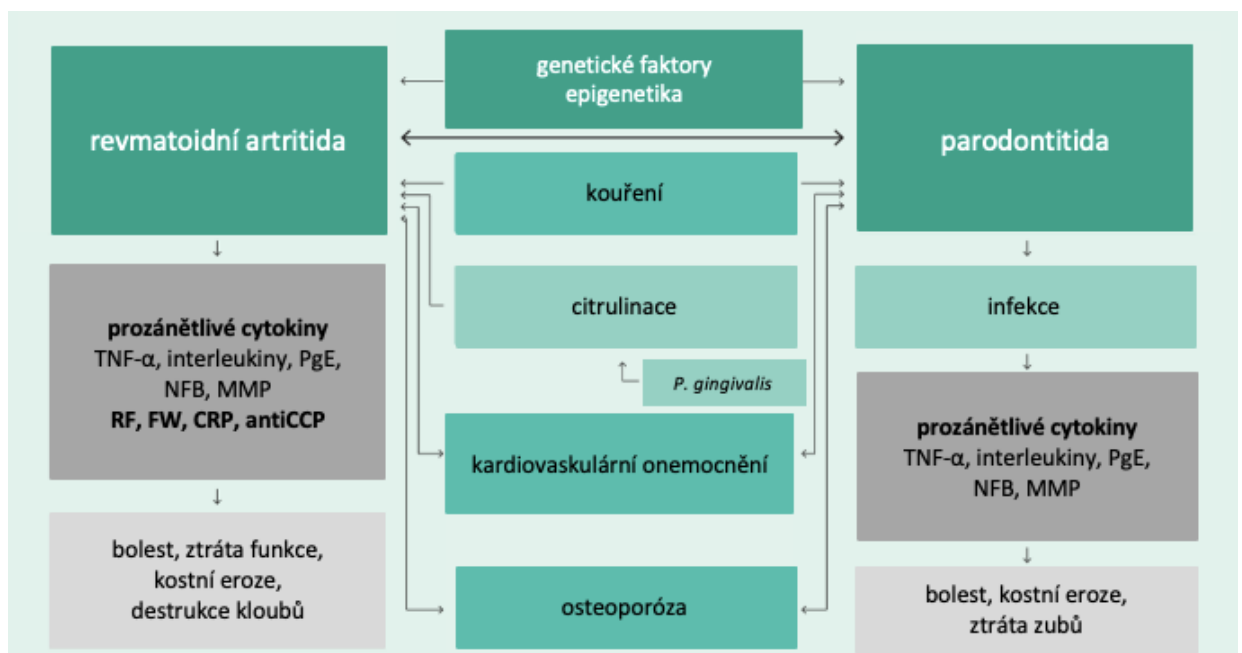 revmatoidní artritida
genetické faktory
epigenetika
parodontitida
kouření
prozánětlivé cytokiny
TNF-α, interleukiny, PgE,
NFB, MMP
RF, FW, CRP, antiCCP
citrulinace
infekce
P. gingivalis
kardiovaskulární onemocnění
prozánětlivé cytokiny
TNF-α, interleukiny, PgE,
NFB, MMP
bolest, ztráta funkce,
kostní eroze,
destrukce kloubů
osteoporóza
bolest, kostní eroze,
ztráta zubů